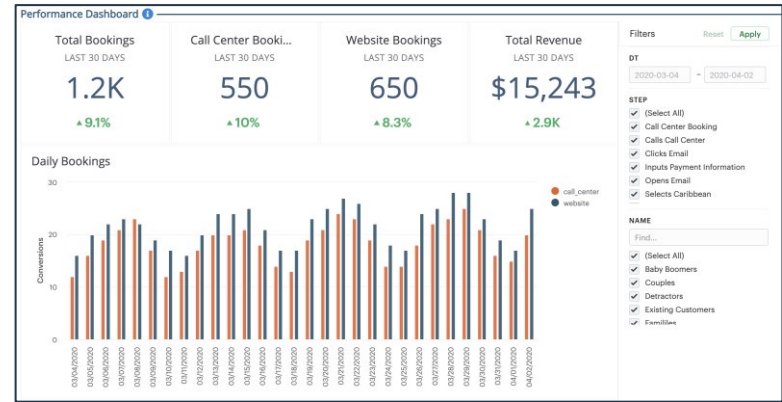 Performance Dashboard i
Total Bookings
LAST 30 DAYS
1.2K
▲ 9.1%
Call Center Booki...
LAST 30 DAYS
550
▲ 10%
Website Bookings
LAST 30 DAYS
650
▲ 8.3%
Total Revenue
LAST 30 DAYS
$15,243
▲ 2.9K
Daily Bookings
Conversions
30
20
10
0
call_center
website
03/04/2020
03/05/2020
03/06/2020
03/07/2020
03/08/2020
03/09/2020
03/10/2020
03/11/2020
03/12/2020
03/13/2020
03/14/2020
03/15/2020
03/16/2020
03/17/2020
03/18/2020
03/19/2020
03/20/2020
03/21/2020
03/22/2020
03/23/2020
03/24/2020
03/25/2020
03/26/2020
03/27/2020
03/28/2020
03/29/2020
03/30/2020
03/31/2020
04/01/2020
04/02/2020
Filters Reset Apply
DT
2020-03-04 - 2020-04-02
STEP
(Select All)
Call Center Booking
Calls Call Center
Clicks Email
Inputs Payment Information
Opens Email
Selects Caribbean
NAME
Find...
(Select All)
Baby Boomers
Couples
Detractors
Existing Customers